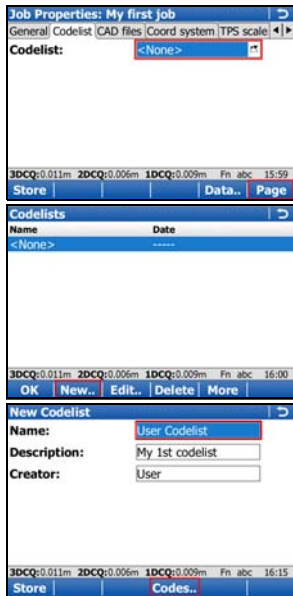 Job Properties: My first job
General Codelist CAD files Coord system TPS scale
Codelist: <None>
3DCQ:0.011m 2DCQ:0.006m 1DCQ:0.009m Fn abc 15:59
Store Data.. Page
Codelists
Name Date
<None> -----
3DCQ:0.011m 2DCQ:0.006m 1DCQ:0.009m Fn abc 16:00
OK New.. Edit.. Delete More
New Codelist
Name: User Codelist
Description: My 1st codelist
Creator: User
3DCQ:0.011m 2DCQ:0.006m 1DCQ:0.009m Fn abc 16:15
Store Codes..